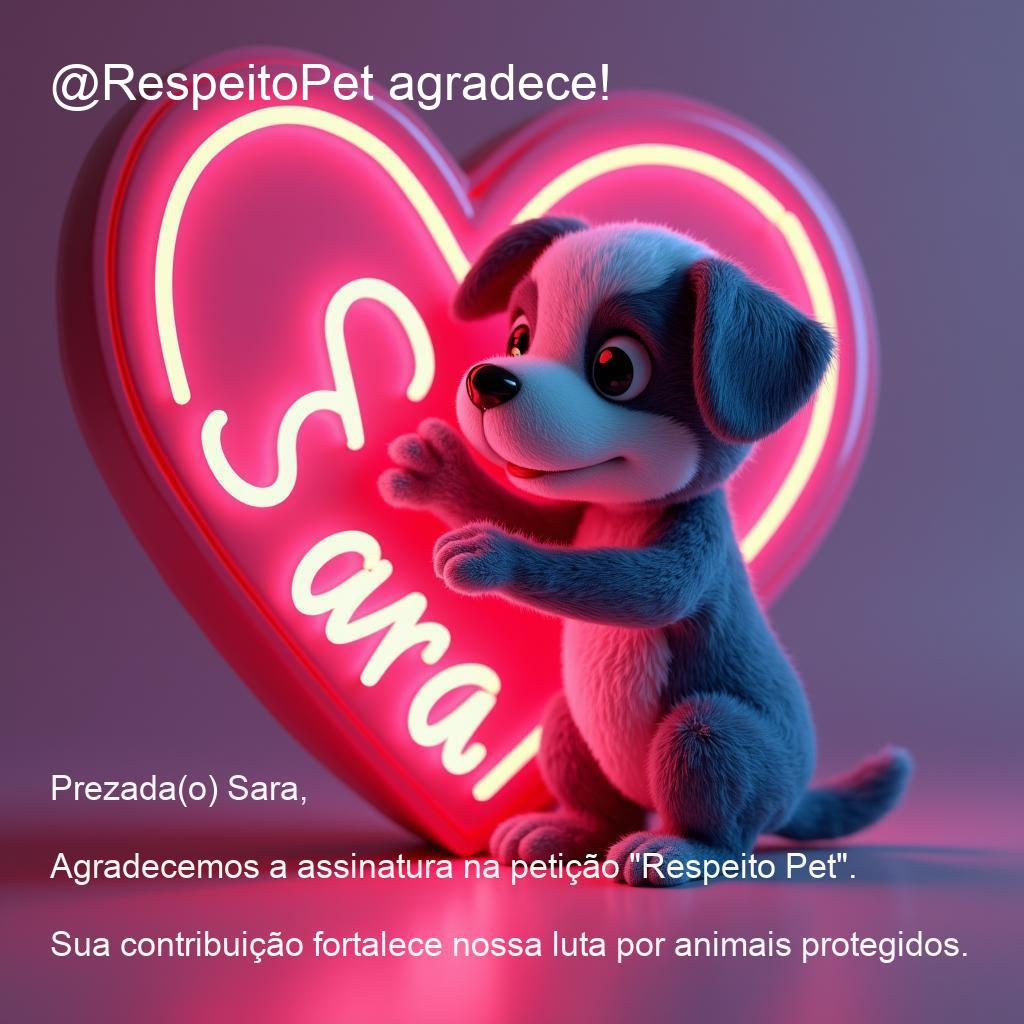 @RespeitoPet agradece!
Sara
Prezada(o) Sara,
Agradecemos a assinatura na petição "Respeito Pet".
Sua contribuição fortalece nossa luta por animais protegidos.